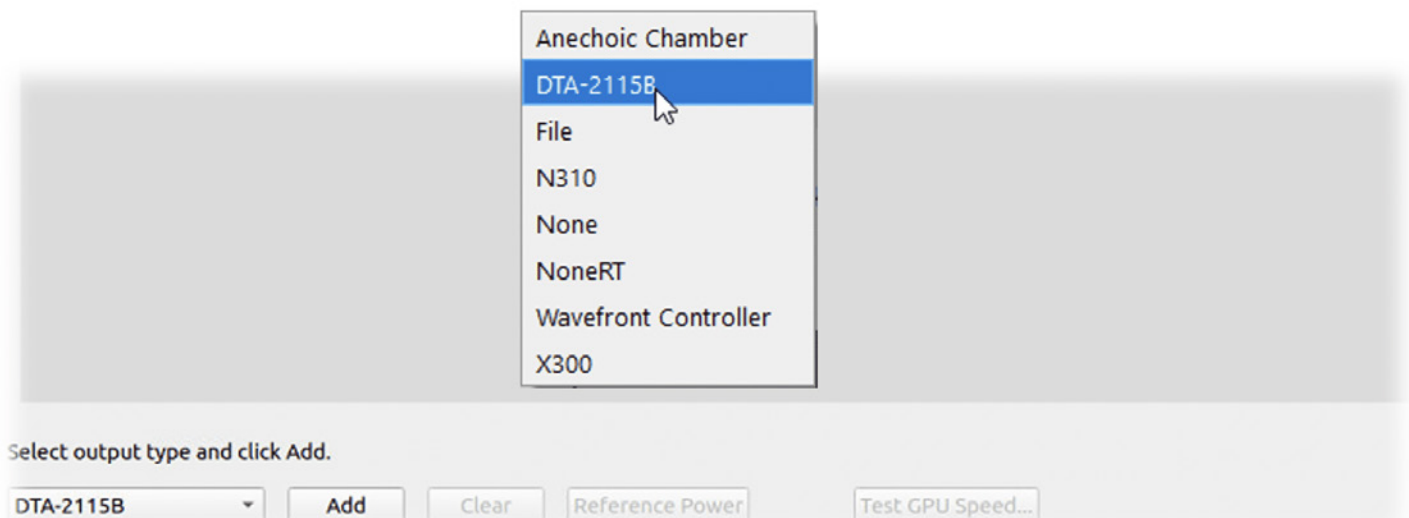 Anechoic Chamber
DTA-2115B
File
N310
None
NoneRT
Wavefront Controller
X300
Select output type and click Add.
DTA-2115B Add Clear Reference Power Test GPU Speed...